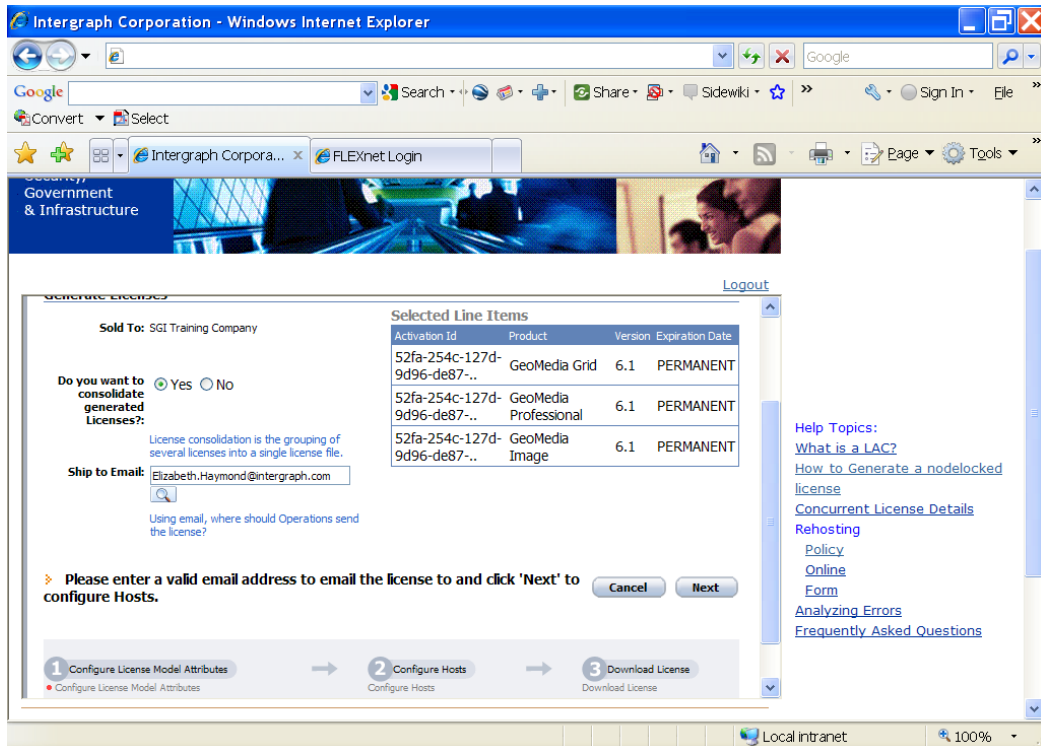 Intergraph Corporation - Windows Internet Explorer
Google
Google
Search
Share
Sidewiki
»
Sign In
File
»
Convert
Select
Intergraph Corpora... x
FLEXnet Login
Page
Tools
»
Security,
Government
& Infrastructure
Logout
Generate Licenses
Sold To: SGI Training Company
Do you want to
consolidate
generated
Licenses?:
Yes No
License consolidation is the grouping of
several licenses into a single license file.
Ship to Email: Elizabeth.Haymond@intergraph.com
Using email, where should Operations send
the license?
Selected Line Items
Activation Id Product Version Expiration Date
52fa-254c-127d-
9d96-de87-.. GeoMedia Grid 6.1 PERMANENT
52fa-254c-127d-
9d96-de87-.. GeoMedia
Professional 6.1 PERMANENT
52fa-254c-127d-
9d96-de87-.. GeoMedia
Image 6.1 PERMANENT
Please enter a valid email address to email the license to and click 'Next' to
configure Hosts.
Cancel Next
1 Configure License Model Attributes
Configure License Model Attributes
2 Configure Hosts
Configure Hosts
3 Download License
Download License
Help Topics:
What is a LAC?
How to Generate a nodelocked
license
Concurrent License Details
Rehosting
Policy
Online
Form
Analyzing Errors
Frequently Asked Questions
Local intranet
100%